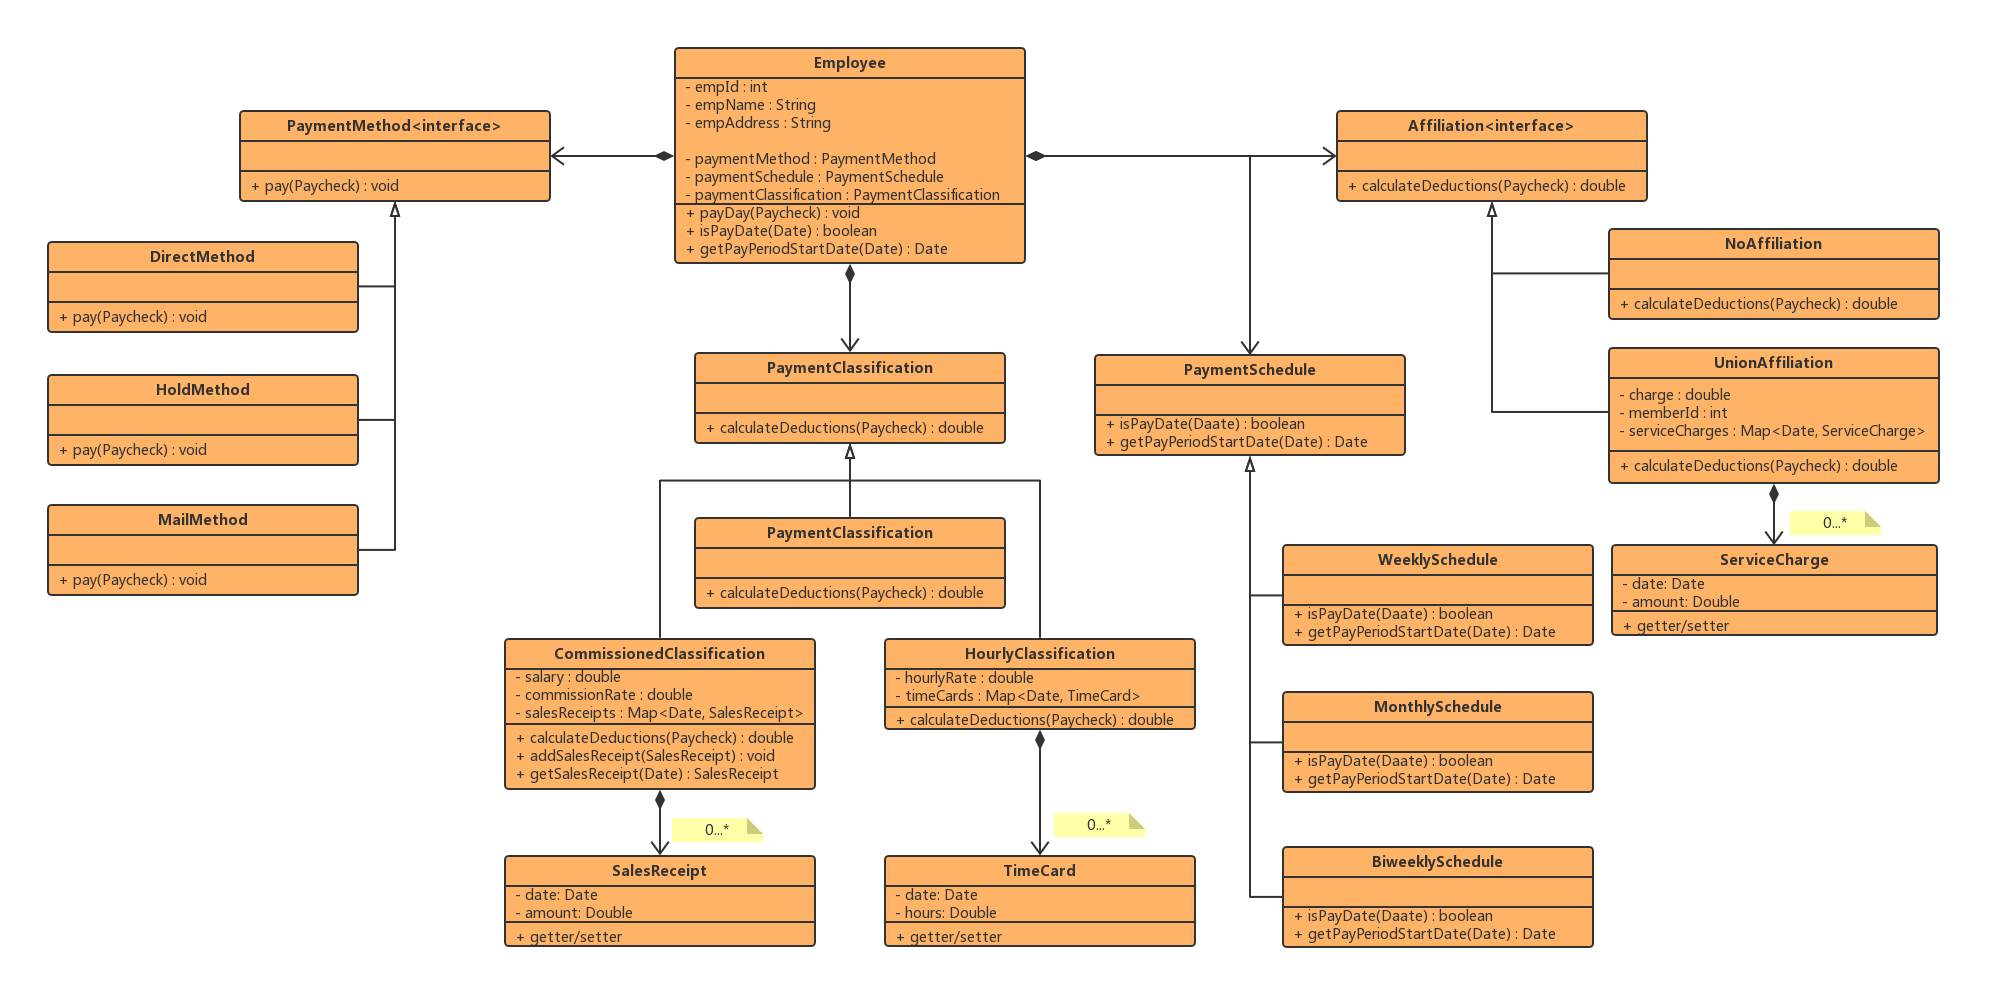 Employee
- empId : int
- empName : String
- empAddress : String
- paymentMethod : PaymentMethod
- paymentSchedule : PaymentSchedule
- paymentClassification : PaymentClassification
+ payDay(Paycheck) : void
+ isPayDate(Date) : boolean
+ getPayPeriodStartDate(Date) : Date
PaymentMethod<interface>
+ pay(Paycheck) : void
Affiliation<interface>
+ calculateDeductions(Paycheck) : double
DirectMethod
+ pay(Paycheck) : void
HoldMethod
+ pay(Paycheck) : void
MailMethod
+ pay(Paycheck) : void
PaymentClassification
+ calculateDeductions(Paycheck) : double
PaymentClassification
+ calculateDeductions(Paycheck) : double
CommissionedClassification
- salary : double
- commissionRate : double
- salesReceipts : Map<Date, SalesReceipt>
+ calculateDeductions(Paycheck) : double
+ addSalesReceipt(SalesReceipt) : void
+ getSalesReceipt(Date) : SalesReceipt
0...*
SalesReceipt
- date: Date
- amount: Double
+ getter/setter
HourlyClassification
- hourlyRate : double
- timeCards : Map<Date, TimeCard>
+ calculateDeductions(Paycheck) : double
0...*
TimeCard
- date: Date
- hours: Double
+ getter/setter
PaymentSchedule
+ isPayDate(Daate) : boolean
+ getPayPeriodStartDate(Date) : Date
WeeklySchedule
+ isPayDate(Daate) : boolean
+ getPayPeriodStartDate(Date) : Date
MonthlySchedule
+ isPayDate(Daate) : boolean
+ getPayPeriodStartDate(Date) : Date
BiweeklySchedule
+ isPayDate(Daate) : boolean
+ getPayPeriodStartDate(Date) : Date
NoAffiliation
+ calculateDeductions(Paycheck) : double
UnionAffiliation
- charge : double
- memberId : int
- serviceCharges : Map<Date, ServiceCharge>
+ calculateDeductions(Paycheck) : double
0...*
ServiceCharge
- date: Date
- amount: Double
+ getter/setter